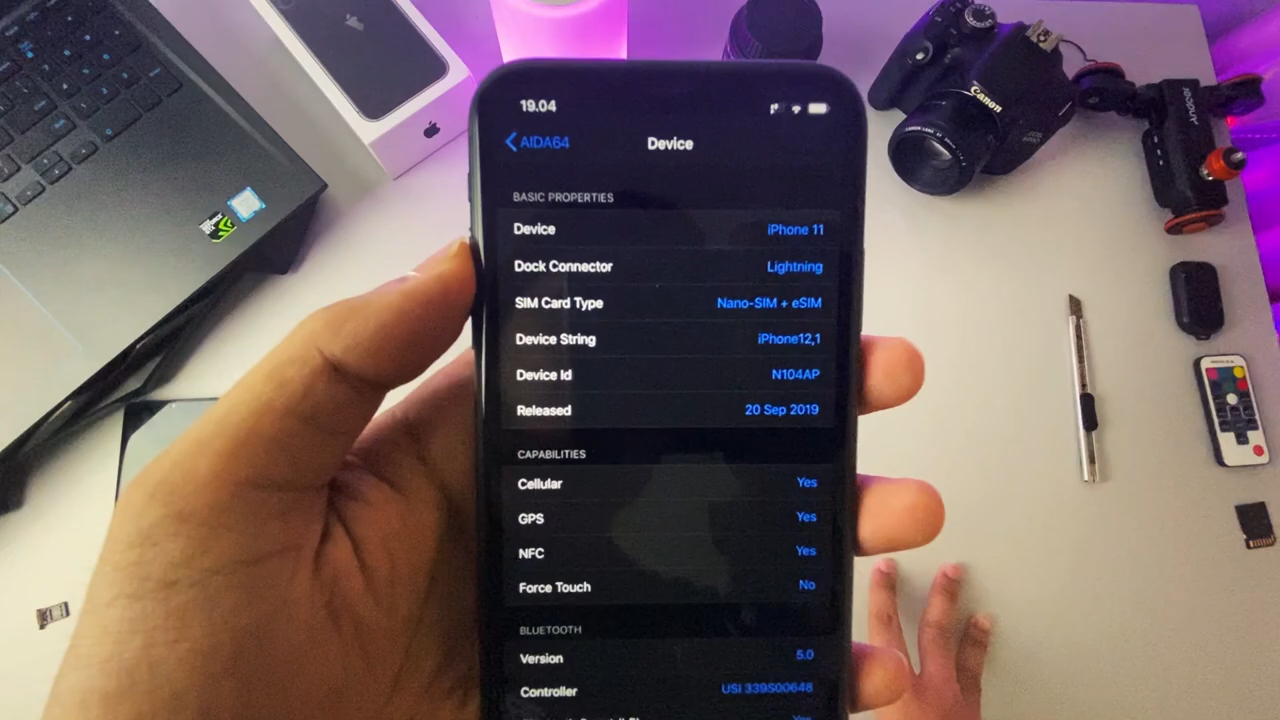 19.04
AIDA64
Device
BASIC PROPERTIES
Device iPhone 11
Dock Connector Lightning
SIM Card Type Nano-SIM + eSIM
Device String iPhone12,1
Device Id N104AP
Released 20 Sep 2019
CAPABILITIES
Cellular Yes
GPS Yes
NFC Yes
Force Touch No
BLUETOOTH
Version 5.0
Controller USI 339S00648
Canon
JOBY